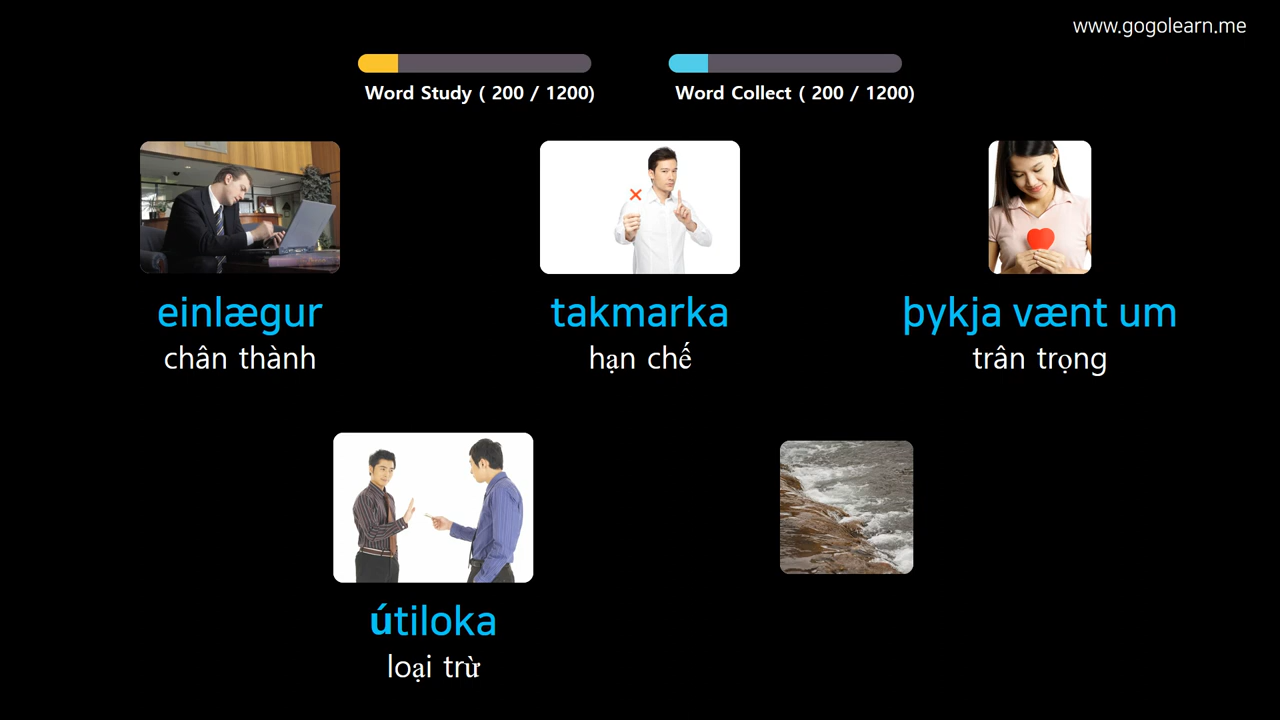 www.gogolearn.me
Word Study ( 200 / 1200)
Word Collect ( 200 / 1200)
einlægur
takmarka
þykja vænt um
chân thành
hạn chế
trân trọng
útiloka
loại trừ